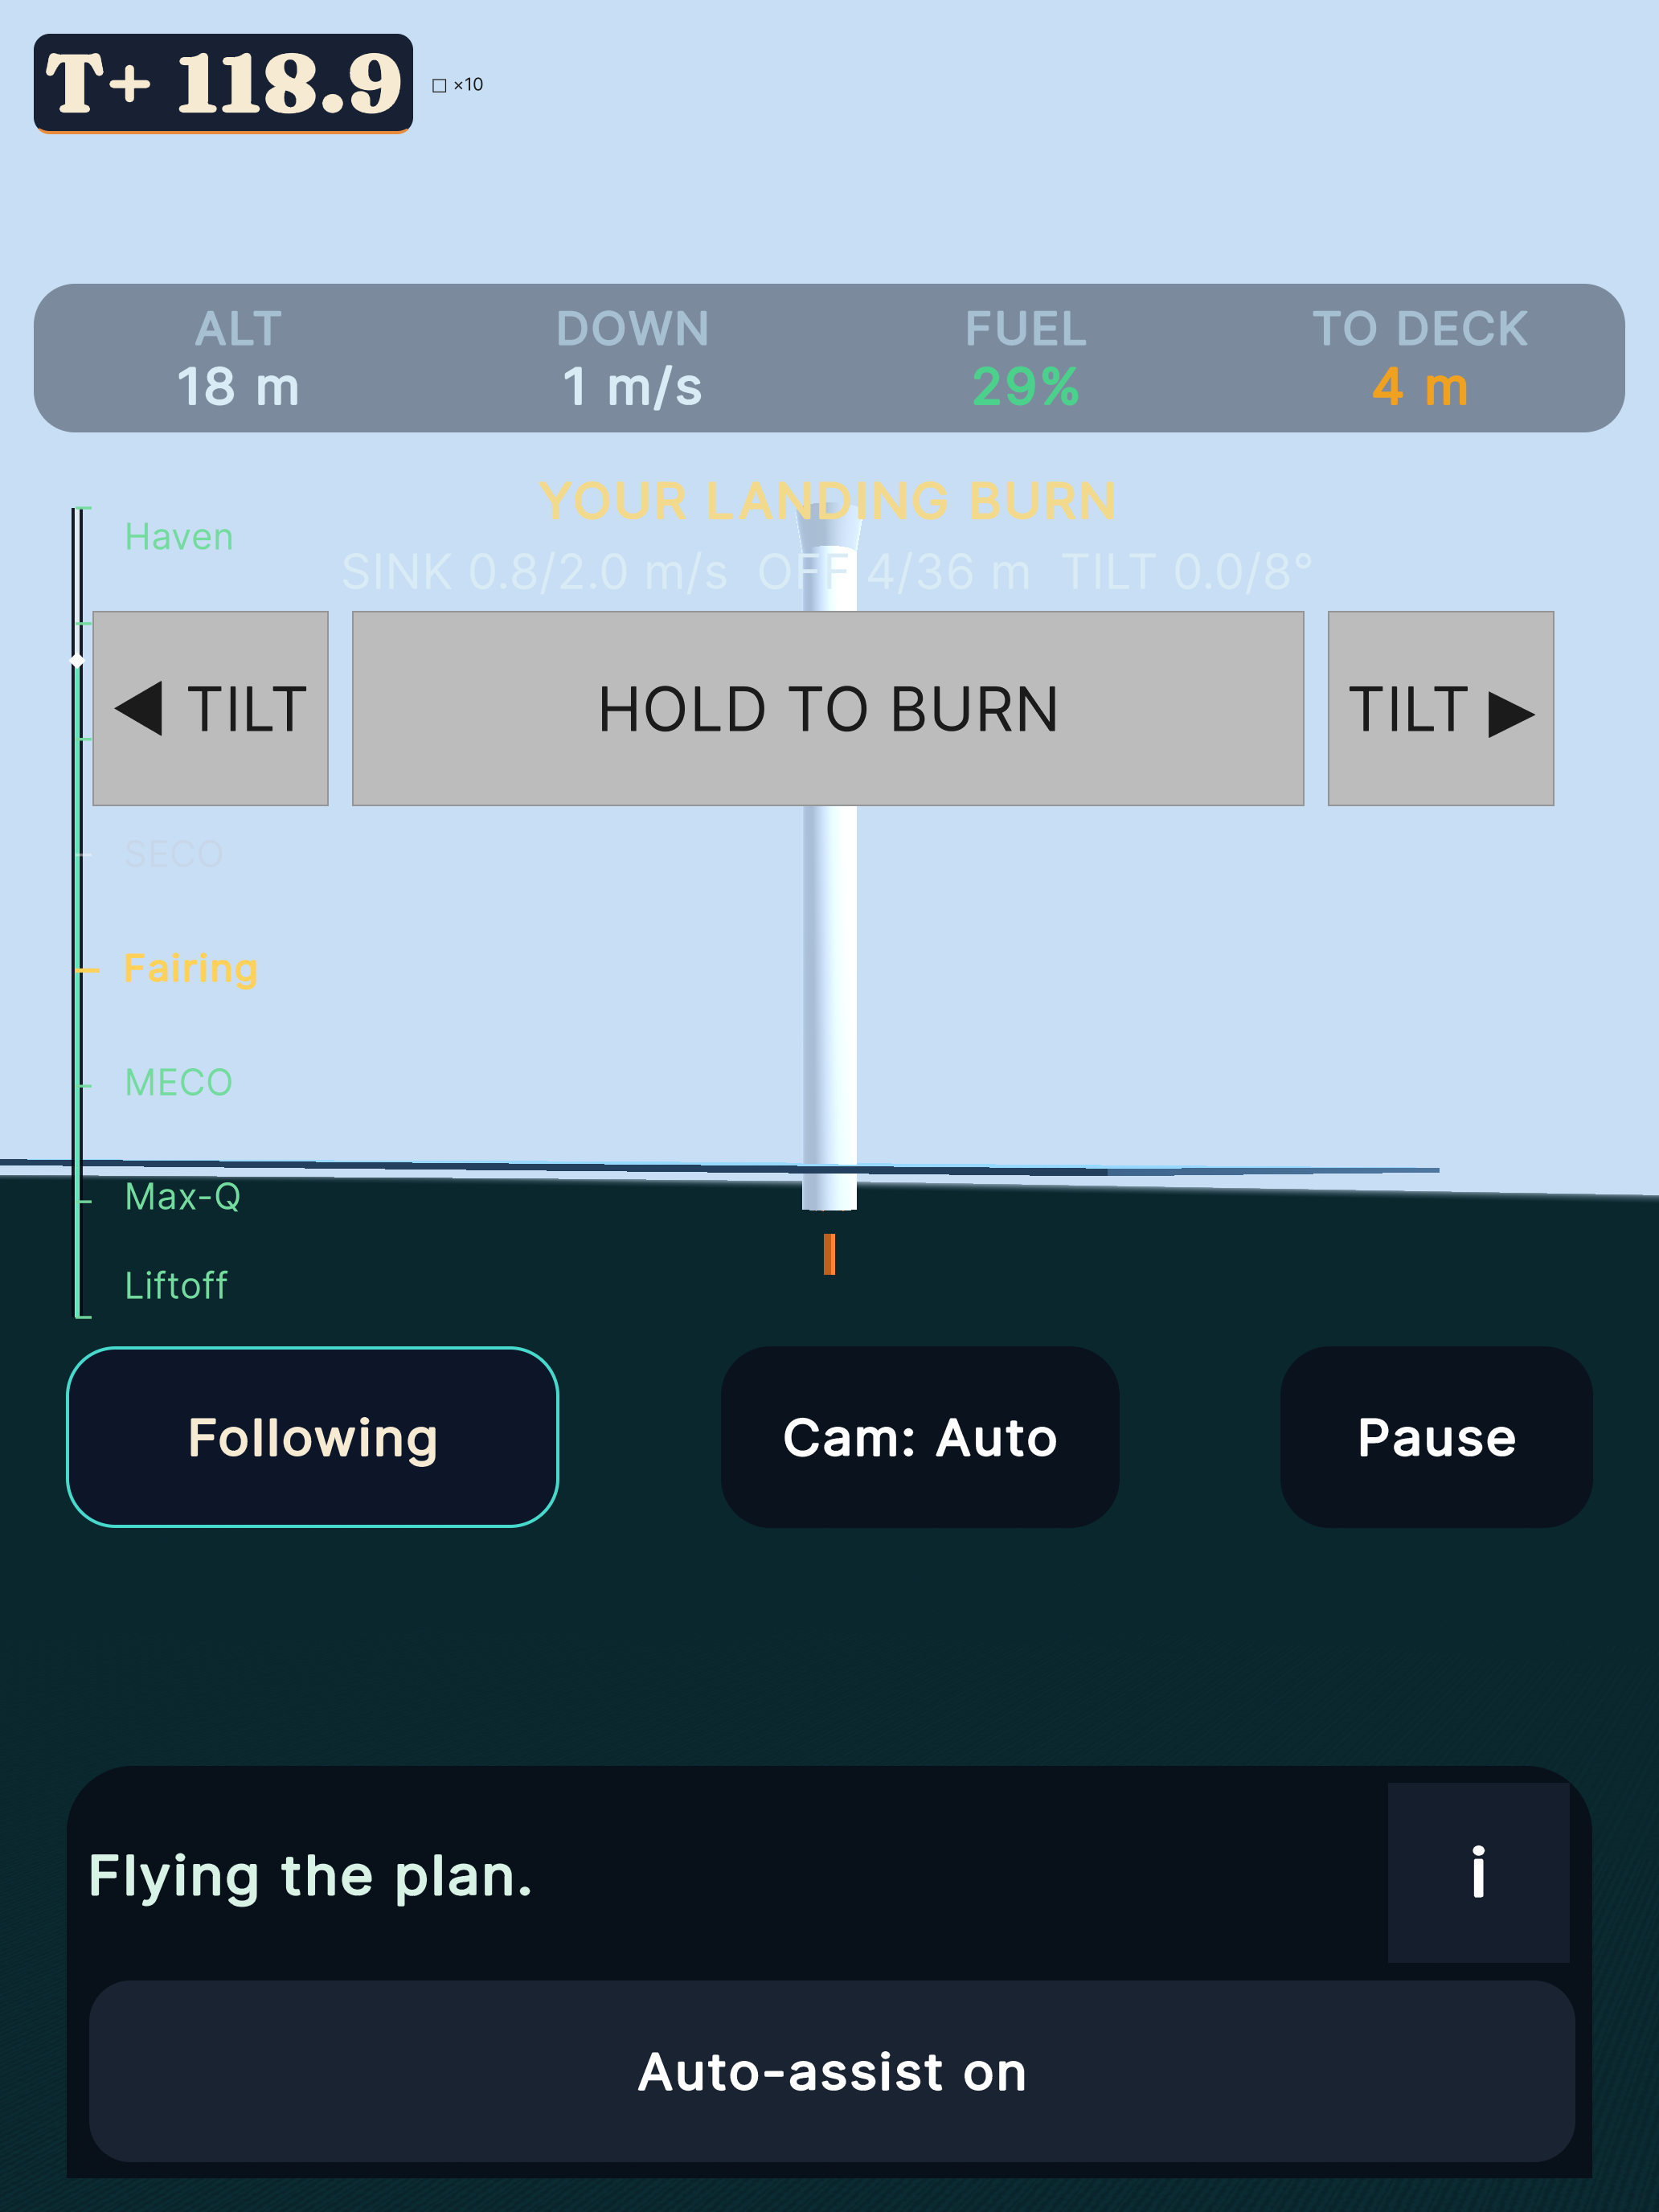 T+ 118.9 □ ×10
ALT DOWN FUEL TO DECK
18 m 1 m/s 29% 4 m
YOUR LANDING BURN
Haven
SINK 0.8/2.0 m/s OFF 4/36 m TILT 0.0/8°
◀ TILT HOLD TO BURN TILT ▶
SECO
Fairing
MECO
Max-Q
Liftoff
Following Cam: Auto Pause
Flying the plan. i
Auto-assist on